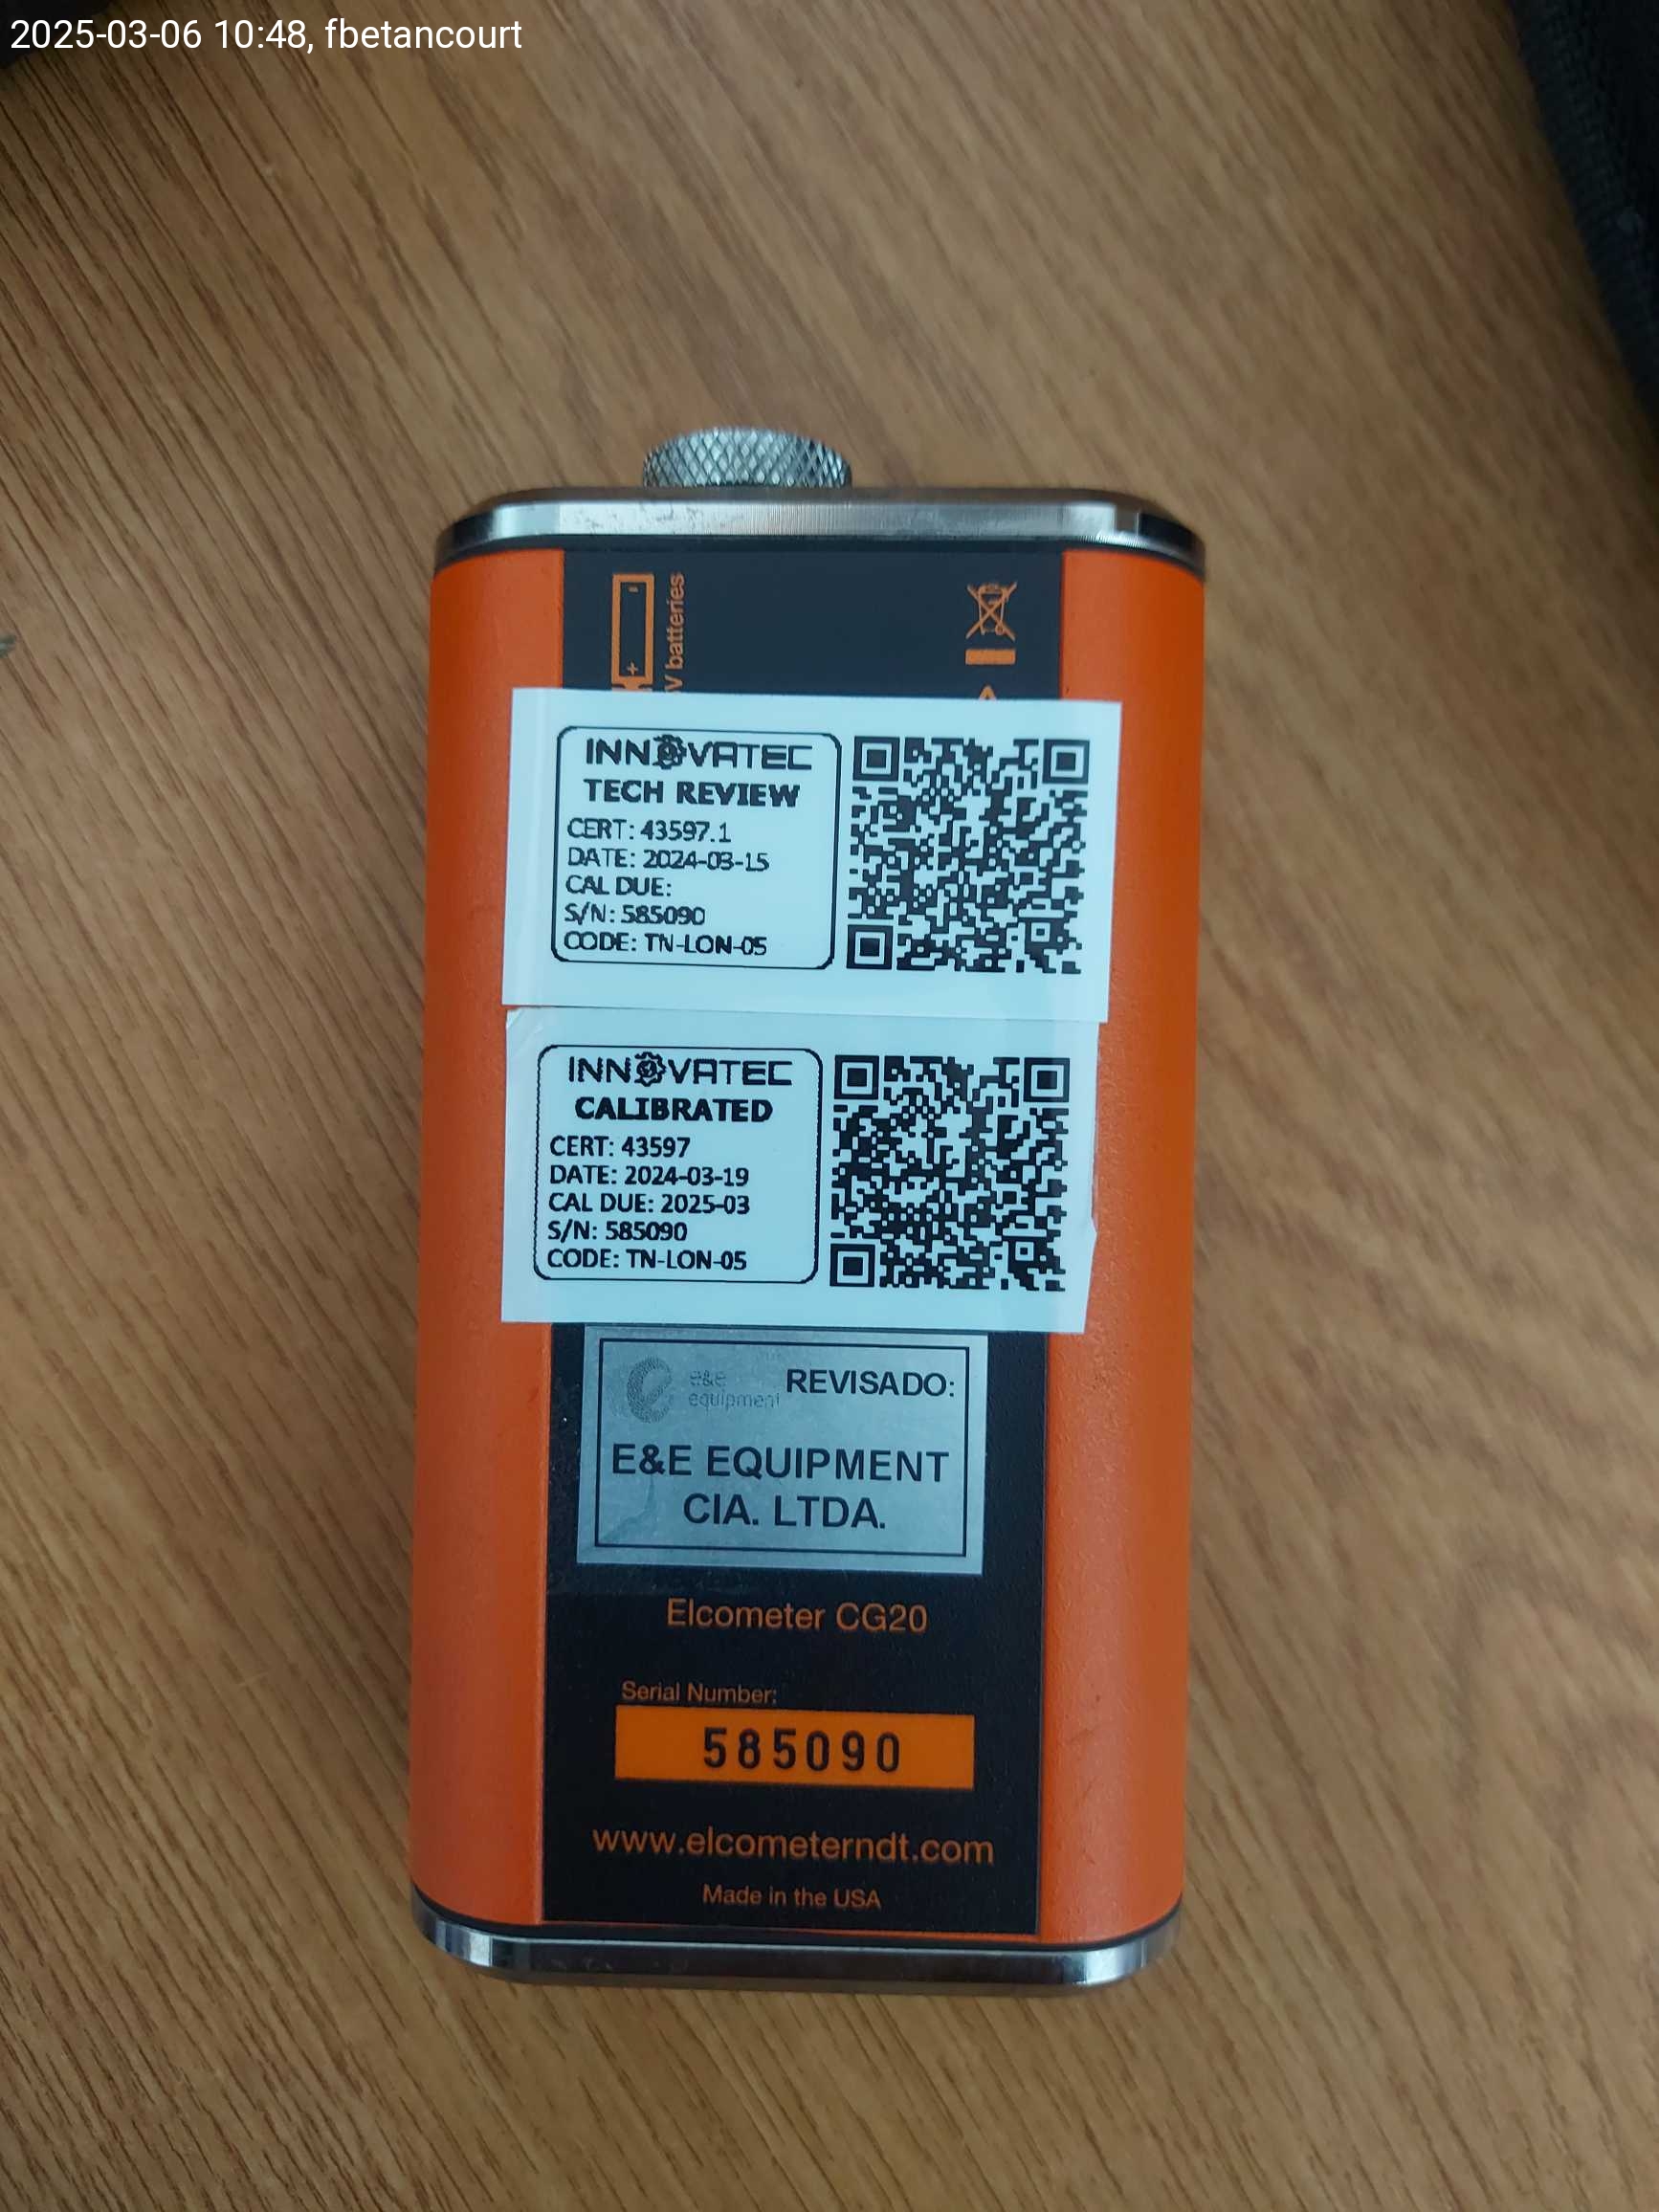 2025-03-06 10:48, fbetancourt
V batteries
INNOVATEC
TECH REVIEW
CERT: 43597.1
DATE: 2024-03-15
CAL DUE:
S/N: 585090
CODE: TN-LON-05
INNOVATEC
CALIBRATED
CERT: 43597
DATE: 2024-03-19
CAL DUE: 2025-03
S/N: 585090
CODE: TN-LON-05
e&e
equipment
REVISADO:
E&E EQUIPMENT
CIA. LTDA.
Elcometer CG20
Serial Number:
585090
www.elcometerndt.com
Made in the USA